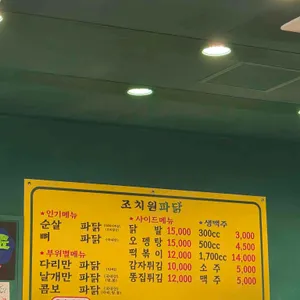 조치원파닭
★인기메뉴
순살 파닭
뼈 파닭
★부위별메뉴
다리만 파닭
날개만 파닭
콤보 파닭
★사이드메뉴
닭 발 15,000
오 뎅 탕 15,000
떡 볶 이 12,000
감자튀김 10,000
똥집튀김 12,000
★생맥주
300cc 3,000
500cc 4,500
1,700cc 14,000
소 주 5,000
맥 주 5,000